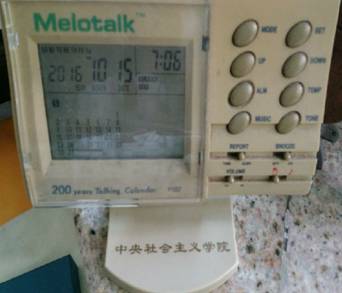 Melotalk™
MODE SET
2016 10 15 7:06
UP DOWN
ALM TEMP
MUSIC TONE
REPORT SNOOZE
VOLUME
200 years Talking Calendar
中央社会主义学院